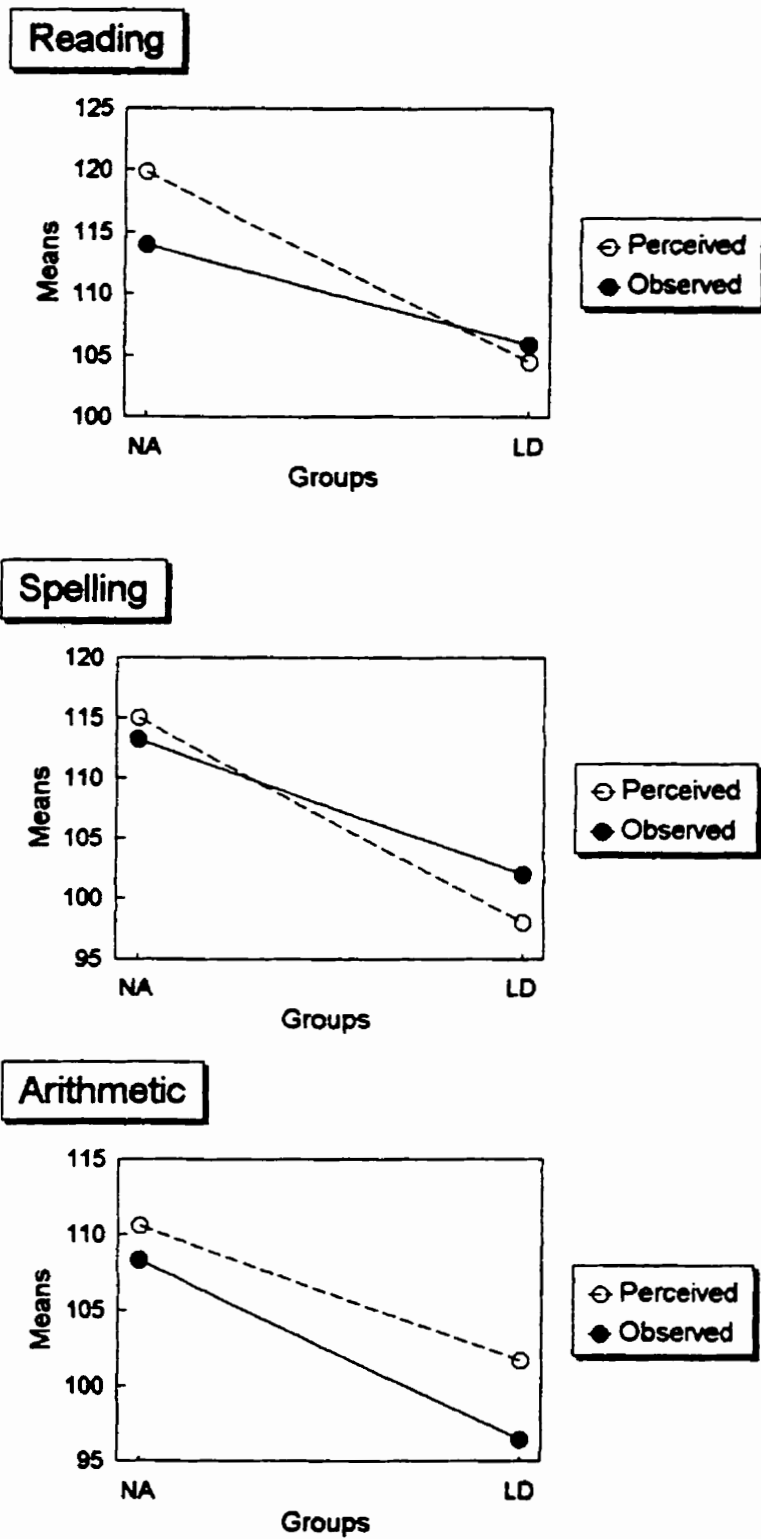 Reading
125
120
115
110
105
100
Means
NA
LD
Groups
Perceived
Observed
Spelling
120
115
110
105
100
95
Means
NA
LD
Groups
Perceived
Observed
Arithmetic
115
110
105
100
95
Means
NA
LD
Groups
Perceived
Observed